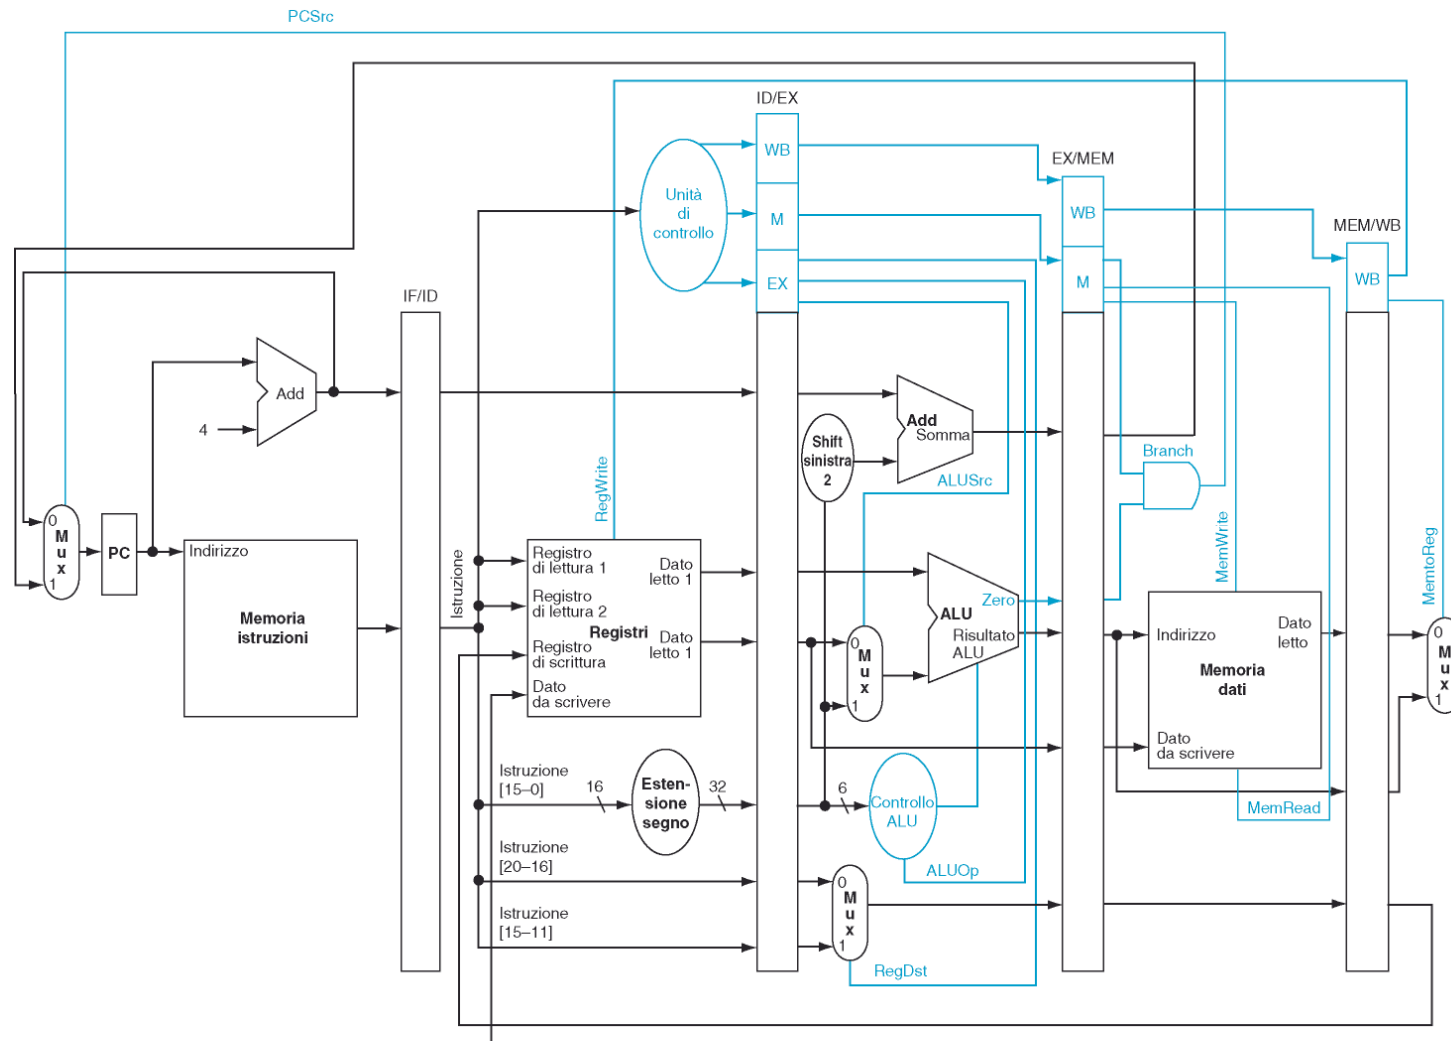 PCSrc
ID/EX
WB
EX/MEM
Unità
di
controllo
M
WB
MEM/WB
EX
M
WB
IF/ID
Add
4
Add
Somma
Shift
sinistra
2
Branch
ALUSrc
RegWrite
MemWrite
MemtoReg
0
M
u
x
1
PC
Indirizzo
Memoria
istruzioni
Istruzione
Registro
di lettura 1
Registro
di lettura 2
Registri
Registro
di scrittura
Dato
da scrivere
Dato
letto 1
Dato
letto 1
0
M
u
x
1
Zero
ALU
Risultato
ALU
Indirizzo
Dato
letto
Memoria
dati
Dato
da scrivere
0
M
u
x
1
Istruzione
[15–0]
16
Esten-
sione
segno
32
6
Controllo
ALU
MemRead
Istruzione
[20–16]
ALUOp
0
M
u
x
1
Istruzione
[15–11]
RegDst